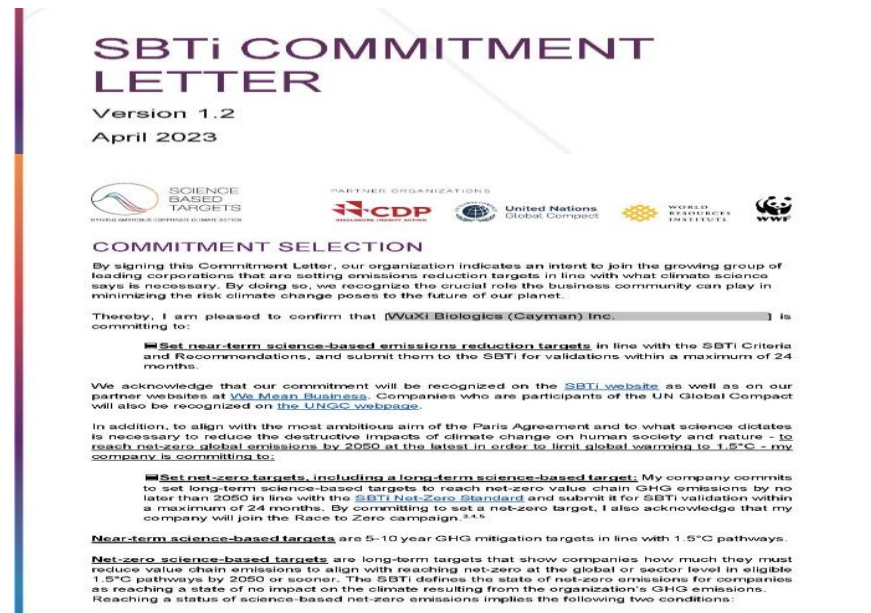 SBTi COMMITMENT
LETTER
Version 1.2
April 2023
SCIENCE
BASED
TARGETS
DRIVING AMBITIOUS CORPORATE CLIMATE ACTION
PARTNER ORGANIZATIONS
CDP
DISCLOSURE INSIGHT ACTION
United Nations
Global Compact
WORLD
RESOURCES
INSTITUTE
WWF
COMMITMENT SELECTION
By signing this Commitment Letter, our organization indicates an intent to join the growing group of
leading corporations that are setting emissions reduction targets in line with what climate science
says is necessary. By doing so, we recognize the crucial role the business community can play in
minimizing the risk climate change poses to the future of our planet.
Thereby, I am pleased to confirm that [WuXi Biologics (Cayman) Inc. ] is
committing to:
Set near-term science-based emissions reduction targets in line with the SBTi Criteria
and Recommendations, and submit them to the SBTi for validations within a maximum of 24
months.
We acknowledge that our commitment will be recognized on the SBTi website as well as on our
partner websites at We Mean Business. Companies who are participants of the UN Global Compact
will also be recognized on the UNGC webpage.
In addition, to align with the most ambitious aim of the Paris Agreement and to what science dictates
is necessary to reduce the destructive impacts of climate change on human society and nature - to
reach net-zero global emissions by 2050 at the latest in order to limit global warming to 1.5°C - my
company is committing to:
Set net-zero targets, including a long-term science-based target: My company commits
to set long-term science-based targets to reach net-zero value chain GHG emissions by no
later than 2050 in line with the SBTi Net-Zero Standard and submit it for SBTi validation within
a maximum of 24 months. By committing to set a net-zero target, I also acknowledge that my
company will join the Race to Zero campaign.3,4,5
Near-term science-based targets are 5-10 year GHG mitigation targets in line with 1.5°C pathways.
Net-zero science-based targets are long-term targets that show companies how much they must
reduce value chain emissions to align with reaching net-zero at the global or sector level in eligible
1.5°C pathways by 2050 or sooner. The SBTi defines the state of net-zero emissions for companies
as reaching a state of no impact on the climate resulting from the organization's GHG emissions.
Reaching a status of science-based net-zero emissions implies the following two conditions: